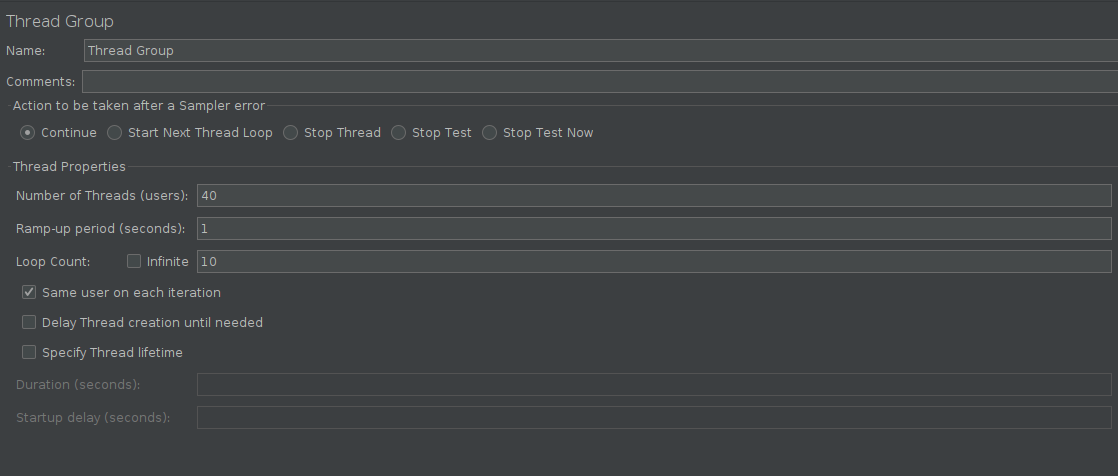 Thread Group
Name: Thread Group
Comments:
Action to be taken after a Sampler error
Continue Start Next Thread Loop Stop Thread Stop Test Stop Test Now
Thread Properties
Number of Threads (users): 40
Ramp-up period (seconds): 1
Loop Count: Infinite 10
Same user on each iteration
Delay Thread creation until needed
Specify Thread lifetime
Duration (seconds):
Startup delay (seconds):